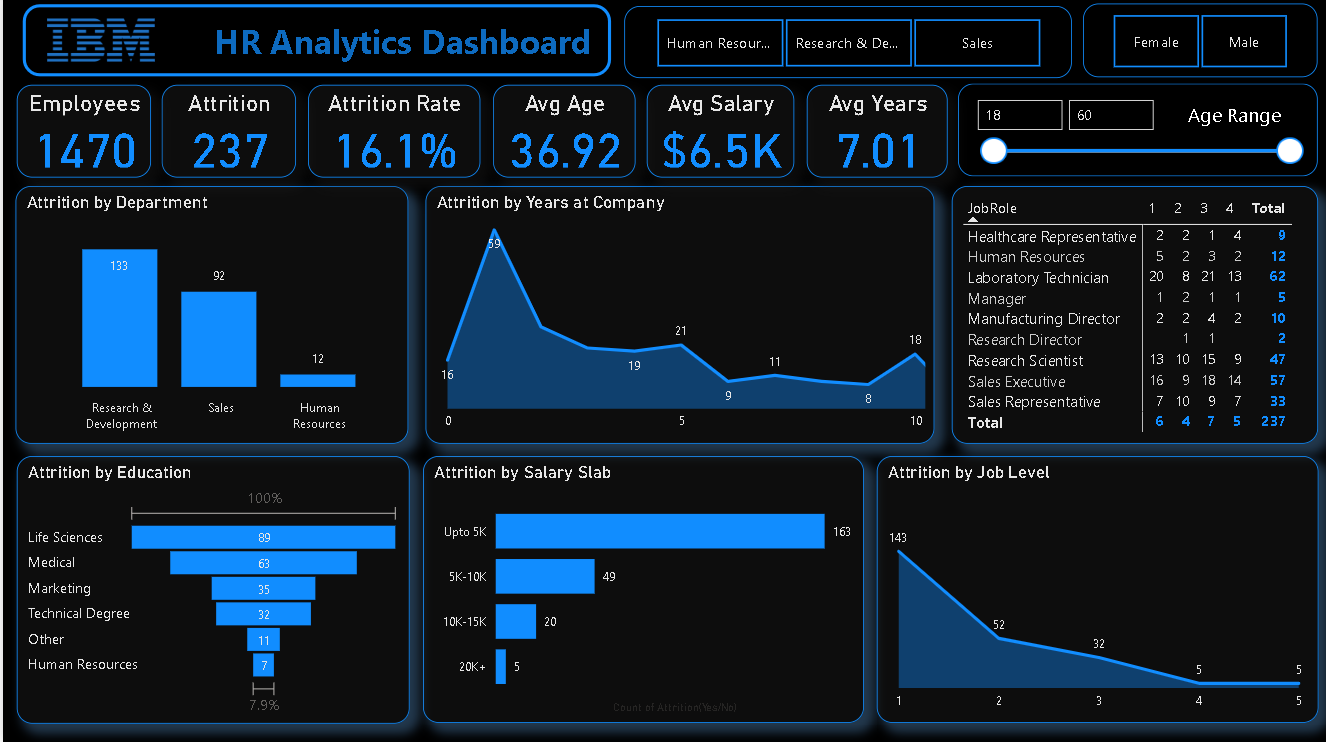 IBM
HR Analytics Dashboard
Human Resour...
Research & De...
Sales
Female
Male
Employees
1470
Attrition
237
Attrition Rate
16.1%
Avg Age
36.92
Avg Salary
$6.5K
Avg Years
7.01
18
60
Age Range
Attrition by Department
133
92
12
Research &
Development
Sales
Human
Resources
Attrition by Years at Company
59
16
19
21
9
11
8
18
0
5
10
JobRole 1 2 3 4 Total
Healthcare Representative 2 2 1 4 9
Human Resources 5 2 3 2 12
Laboratory Technician 20 8 21 13 62
Manager 1 2 1 1 5
Manufacturing Director 2 2 4 2 10
Research Director 1 1 2
Research Scientist 13 10 15 9 47
Sales Executive 16 9 18 14 57
Sales Representative 7 10 9 7 33
Total 6 4 7 5 237
Attrition by Education
100%
Life Sciences 89
Medical 63
Marketing 35
Technical Degree 32
Other 11
Human Resources 7
7.9%
Attrition by Salary Slab
Upto 5K 163
5K-10K 49
10K-15K 20
20K+ 5
Count of Attrition(Yes/No)
Attrition by Job Level
143
52
32
5
5
1
2
3
4
5